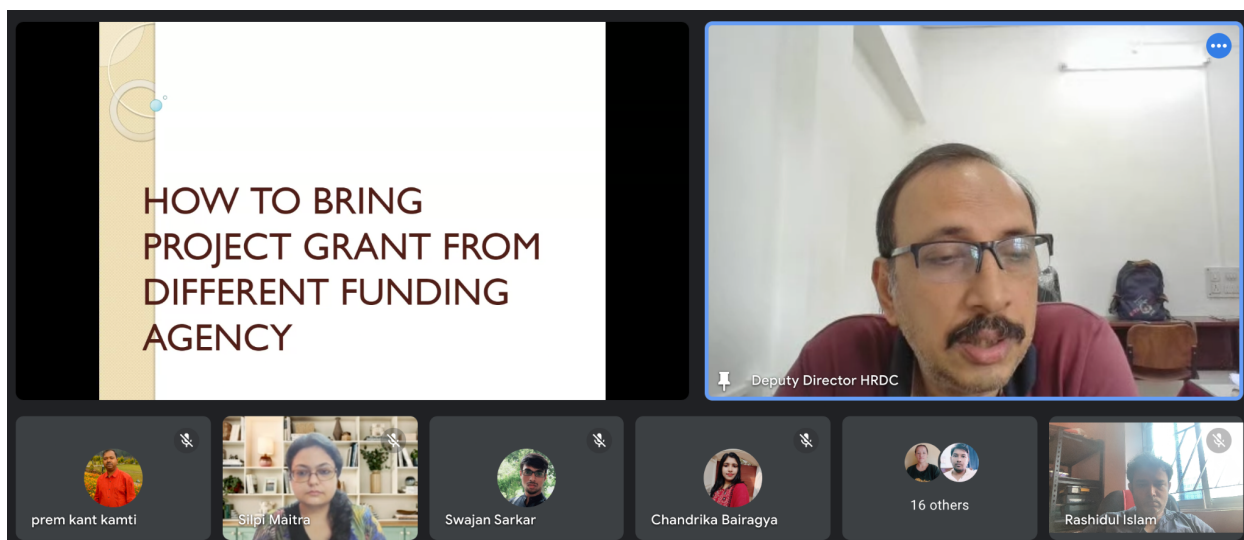 HOW TO BRING
PROJECT GRANT FROM
DIFFERENT FUNDING
AGENCY
Deputy Director HRDC
prem kant kamti
Silpi Maitra
Swajan Sarkar
Chandrika Bairagya
16 others
Rashidul Islam